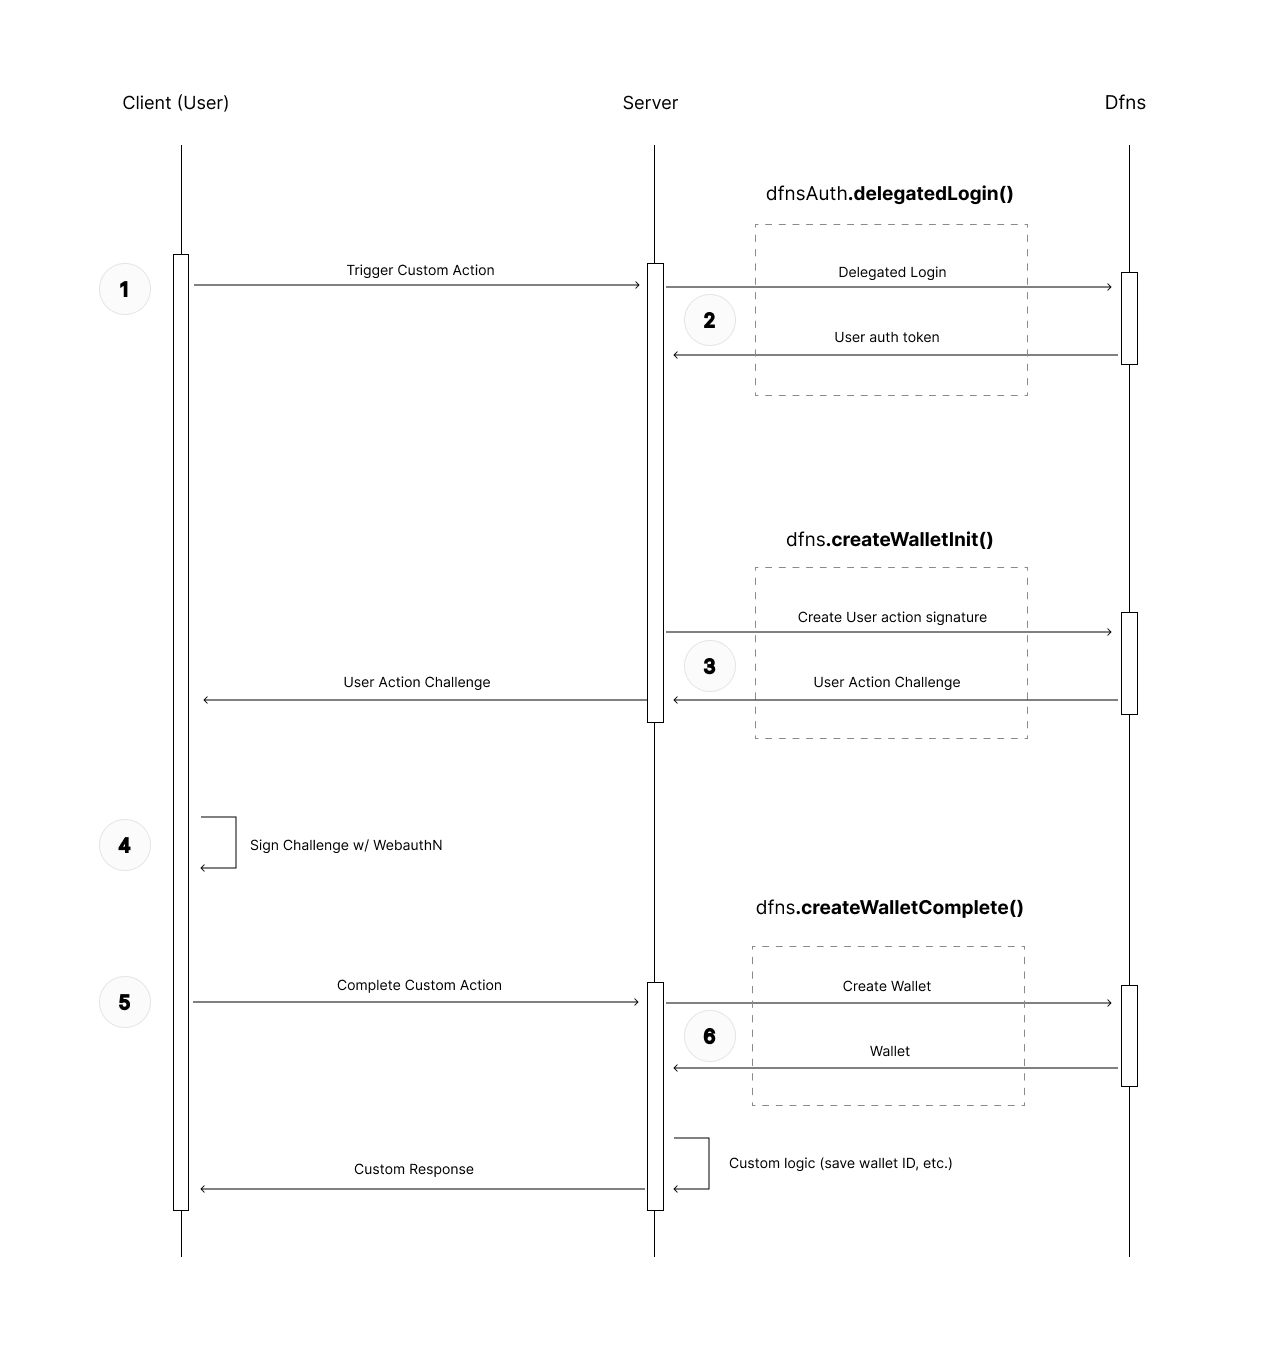 Client (User)
Server
Dfns
dfnsAuth.delegatedLogin()
Trigger Custom Action
Delegated Login
1
2
User auth token
dfns.createWalletInit()
Create User action signature
3
User Action Challenge
User Action Challenge
4
Sign Challenge w/ WebauthN
dfns.createWalletComplete()
Complete Custom Action
Create Wallet
5
6
Wallet
Custom logic (save wallet ID, etc.)
Custom Response